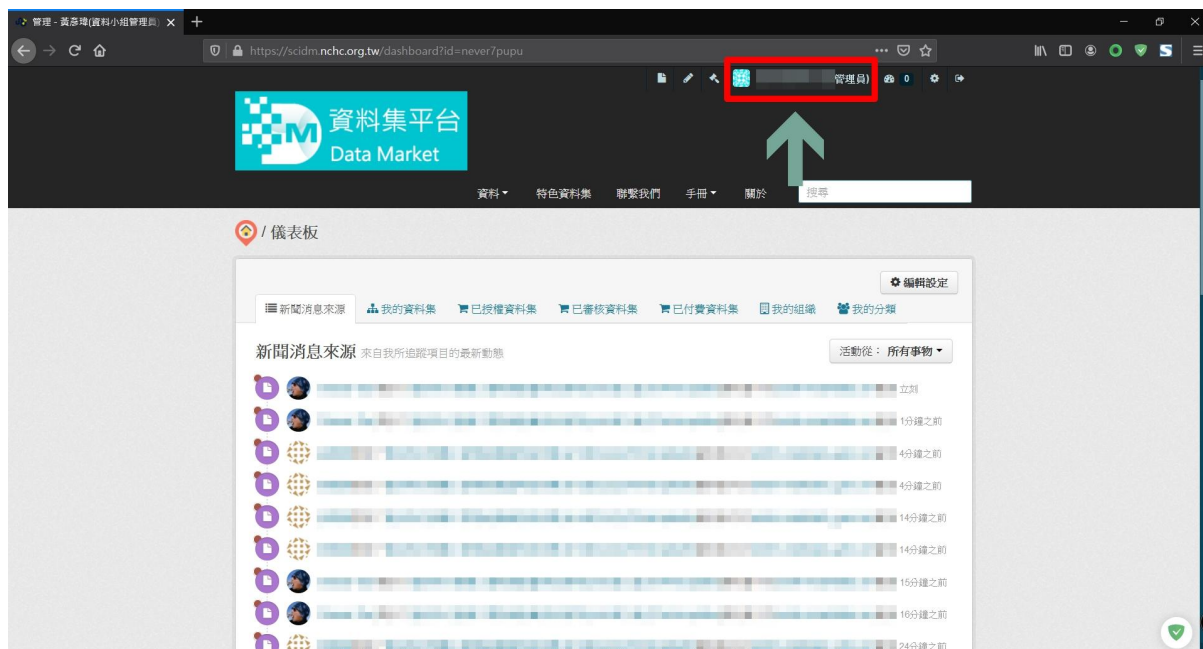 管理 - 黃彥瑋(資料小組管理員)
https://scidm.nchc.org.tw/dashboard?id=never7pupu
管理員) 0
資料集平台
Data Market
資料 特色資料集 聯繫我們 手冊 關於 搜尋
/ 儀表板
編輯設定
新聞消息來源 我的資料集 已授權資料集 已審核資料集 已付費資料集 我的組織 我的分類
新聞消息來源 來自我所追蹤項目的最新動態 活動從： 所有事物
立刻
1分鐘之前
4分鐘之前
4分鐘之前
14分鐘之前
14分鐘之前
15分鐘之前
16分鐘之前
24分鐘之前